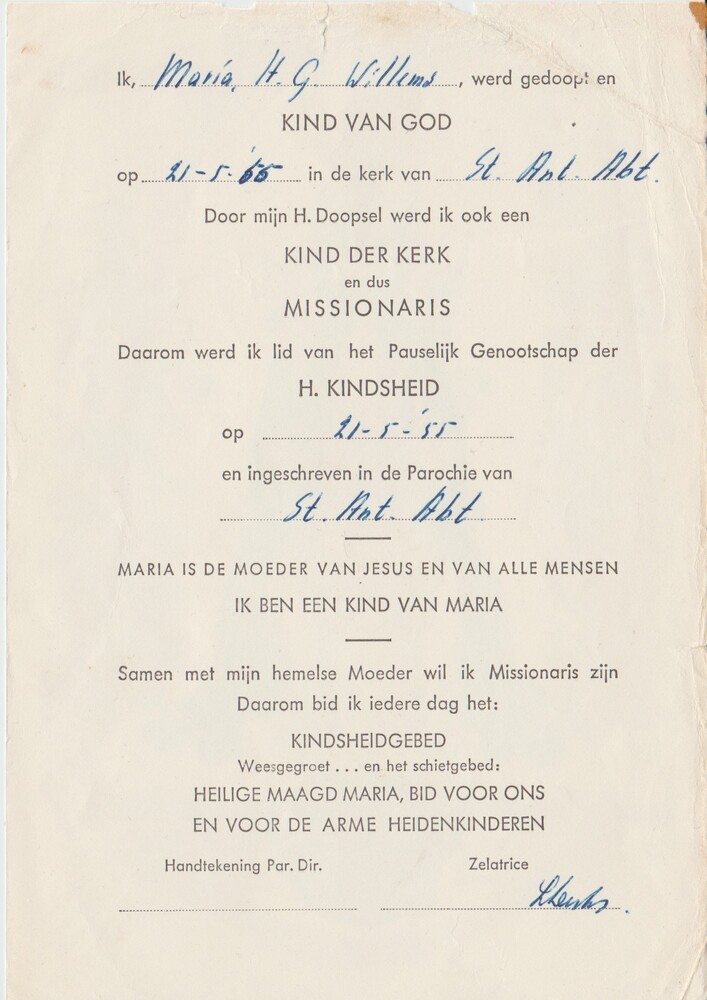 Ik, Maria, H. G. Willems, werd gedoopt en
KIND VAN GOD
op 21-5-'55 in de kerk van St. Ant. Abt.
Door mijn H. Doopsel werd ik ook een
KIND DER KERK
en dus
MISSIONARIS
Daarom werd ik lid van het Pauselijk Genootschap der
H. KINDSHEID
op 21-5-'55
en ingeschreven in de Parochie van
St. Ant. Abt
MARIA IS DE MOEDER VAN JESUS EN VAN ALLE MENSEN
IK BEN EEN KIND VAN MARIA
Samen met mijn hemelse Moeder wil ik Missionaris zijn
Daarom bid ik iedere dag het:
KINDSHEIDGEBED
Weesgegroet . . . en het schietgebed:
HEILIGE MAAGD MARIA, BID VOOR ONS
EN VOOR DE ARME HEIDENKINDEREN
Handtekening Par. Dir. Zelatrice